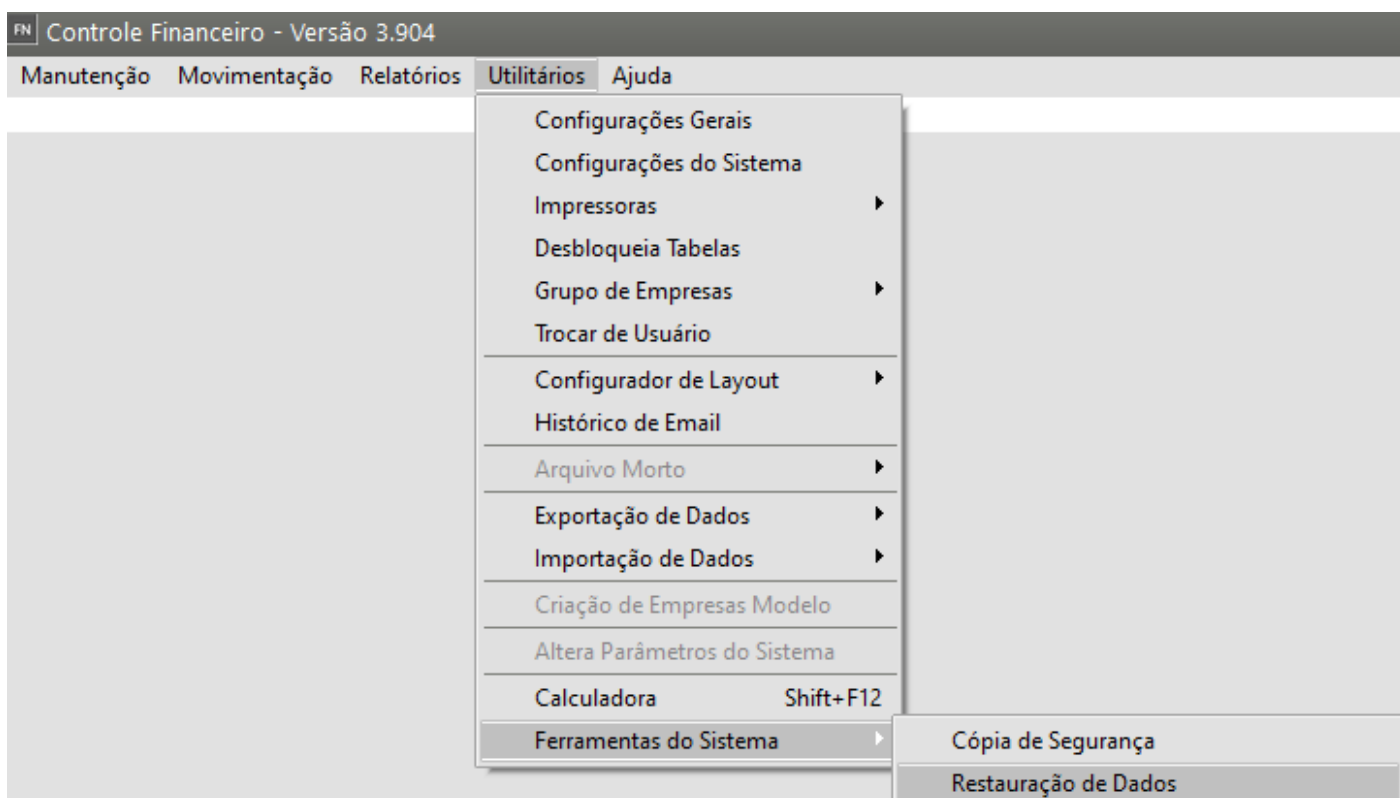 FN Controle Financeiro - Versão 3.904
Manutenção Movimentação Relatórios Utilitários Ajuda
Configurações Gerais
Configurações do Sistema
Impressoras
Desbloqueia Tabelas
Grupo de Empresas
Trocar de Usuário
Configurador de Layout
Histórico de Email
Arquivo Morto
Exportação de Dados
Importação de Dados
Criação de Empresas Modelo
Altera Parâmetros do Sistema
Calculadora Shift+F12
Ferramentas do Sistema
Cópia de Segurança
Restauração de Dados